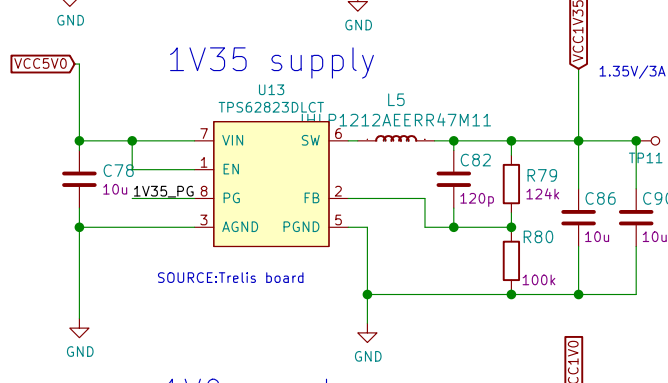 GND
GND
VCC1V35
VCC5V0
1V35 supply
1.35V/3A
U13
TPS62823DLCT
L5
IHLP1212AEERR47M11
7
VIN
SW
6
TP11
C78
10u
1
EN
C82
120p
R79
124k
1V35_PG
8
PG
FB
2
C86
10u
C90
10u
3
AGND
PGND
5
R80
100k
SOURCE:Trelis board
GND
GND